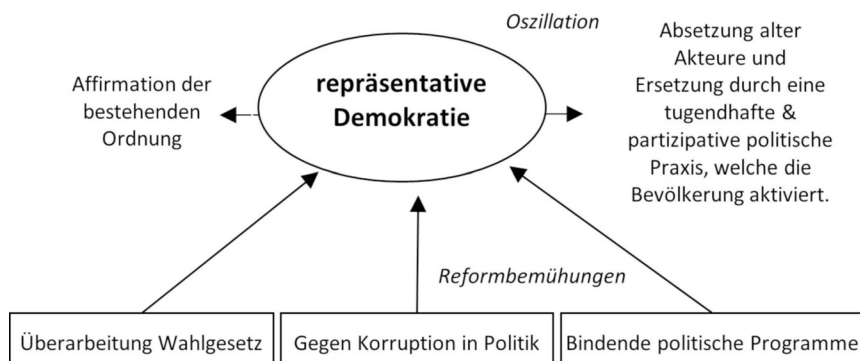 Oszillation
Affirmation der
bestehenden
Ordnung
repräsentative
Demokratie
Absetzung alter
Akteure und
Ersetzung durch eine
tugendhafte &
partizipative politische
Praxis, welche die
Bevölkerung aktiviert.
Reformbemühungen
Überarbeitung Wahlgesetz
Gegen Korruption in Politik
Bindende politische Programme